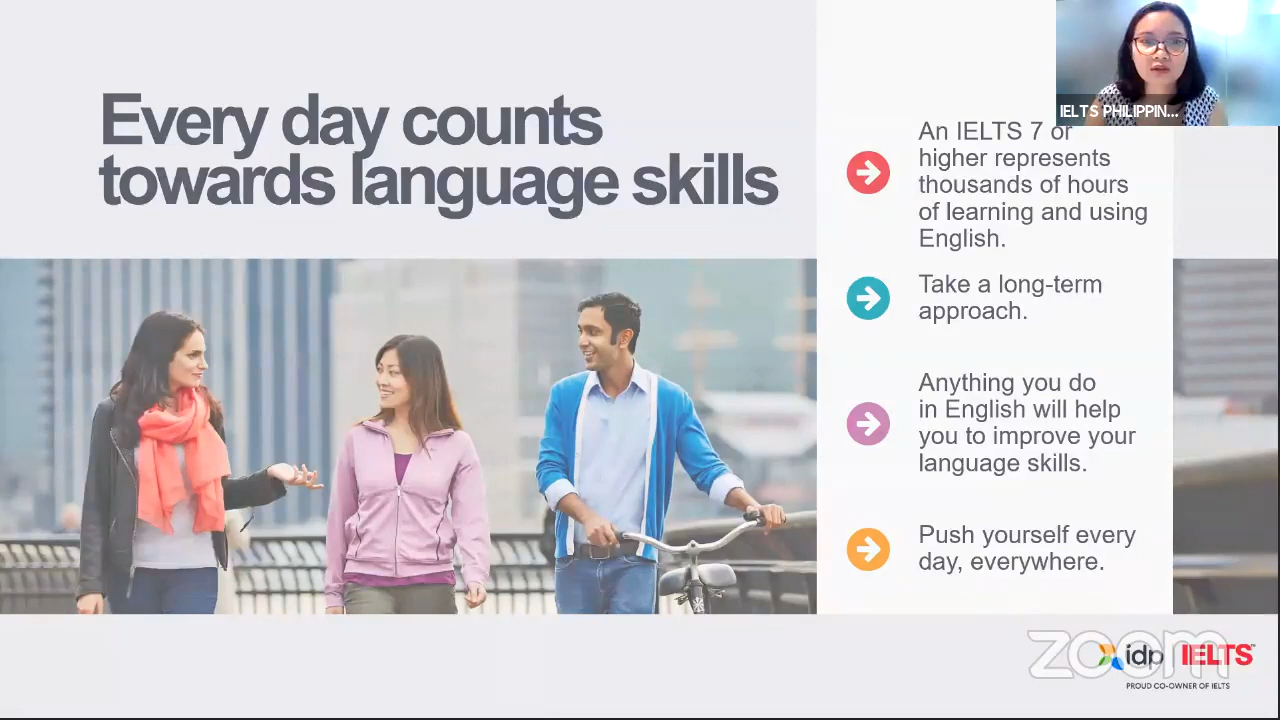 Every day counts
towards language skills
IELTS PHILIPPIN...
An IELTS 7 or
higher represents
thousands of hours
of learning and using
English.
Take a long-term
approach.
Anything you do
in English will help
you to improve your
language skills.
Push yourself every
day, everywhere.
zoom
idp IELTS™
PROUD CO-OWNER OF IELTS